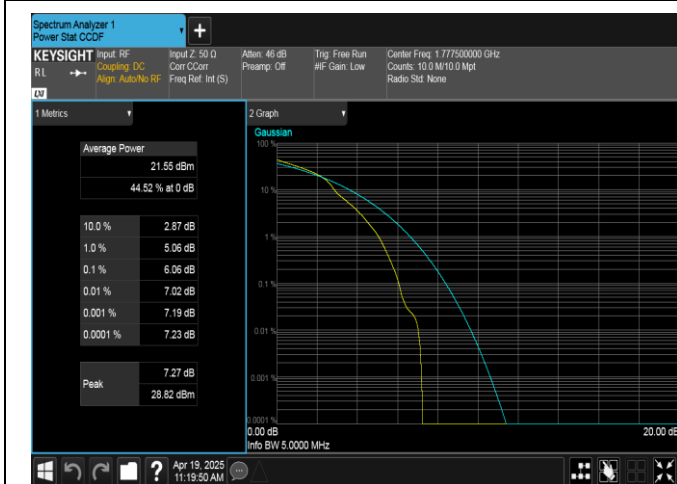 Spectrum Analyzer 1
Power Stat CCDF
KEYSIGHT
RL
LXI
Input: RF
Coupling: DC
Align: Auto/No RF
Input Z: 50 Ω
Corr CCorr
Freq Ref: Int (S)
Atten: 46 dB
Preamp: Off
Trig: Free Run
#IF Gain: Low
Center Freq: 1.777500000 GHz
Counts: 10.0 M/10.0 Mpt
Radio Std: None
1 Metrics
Average Power
21.55 dBm
44.52 % at 0 dB
10.0 % 2.87 dB
1.0 % 5.06 dB
0.1 % 6.06 dB
0.01 % 7.02 dB
0.001 % 7.19 dB
0.0001 % 7.23 dB
Peak
7.27 dB
28.82 dBm
2 Graph
Gaussian
100 %
10 %
1 %
0.1 %
0.01 %
0.001 %
0.0001 %
0.00 dB
20.00 dB
Info BW 5.0000 MHz
?
Apr 19, 2025
11:19:50 AM